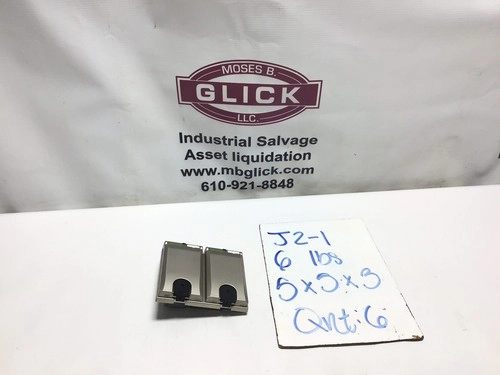 MOSES B.
GLICK
LLC.
Industrial Salvage
Asset liquidation
www.mbglick.com
610-921-8848
J2-1
6 lbs
5x5x3
Qnt:6